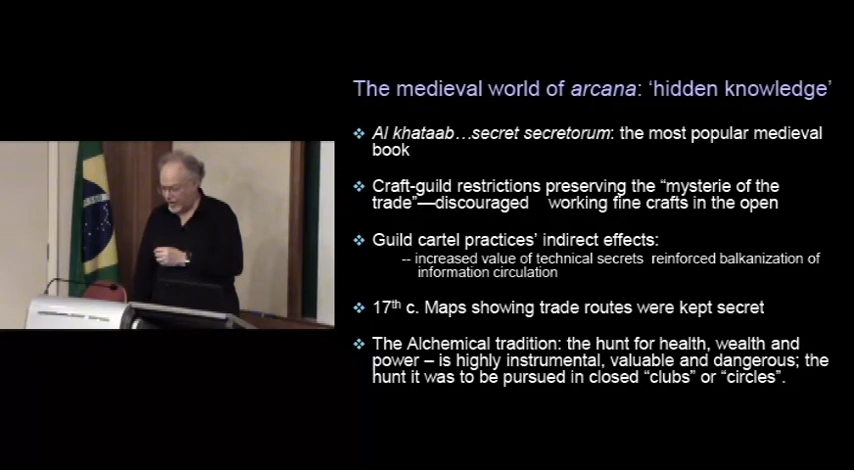 The medieval world of arcana: ‘hidden knowledge’
❖ Al khataab…secret secretorum: the most popular medieval
book
❖ Craft-guild restrictions preserving the “mysterie of the
trade”—discouraged working fine crafts in the open
❖ Guild cartel practices’ indirect effects:
-- increased value of technical secrets reinforced balkanization of
information circulation
❖ 17th c. Maps showing trade routes were kept secret
❖ The Alchemical tradition: the hunt for health, wealth and
power – is highly instrumental, valuable and dangerous; the
hunt it was to be pursued in closed “clubs” or “circles”.